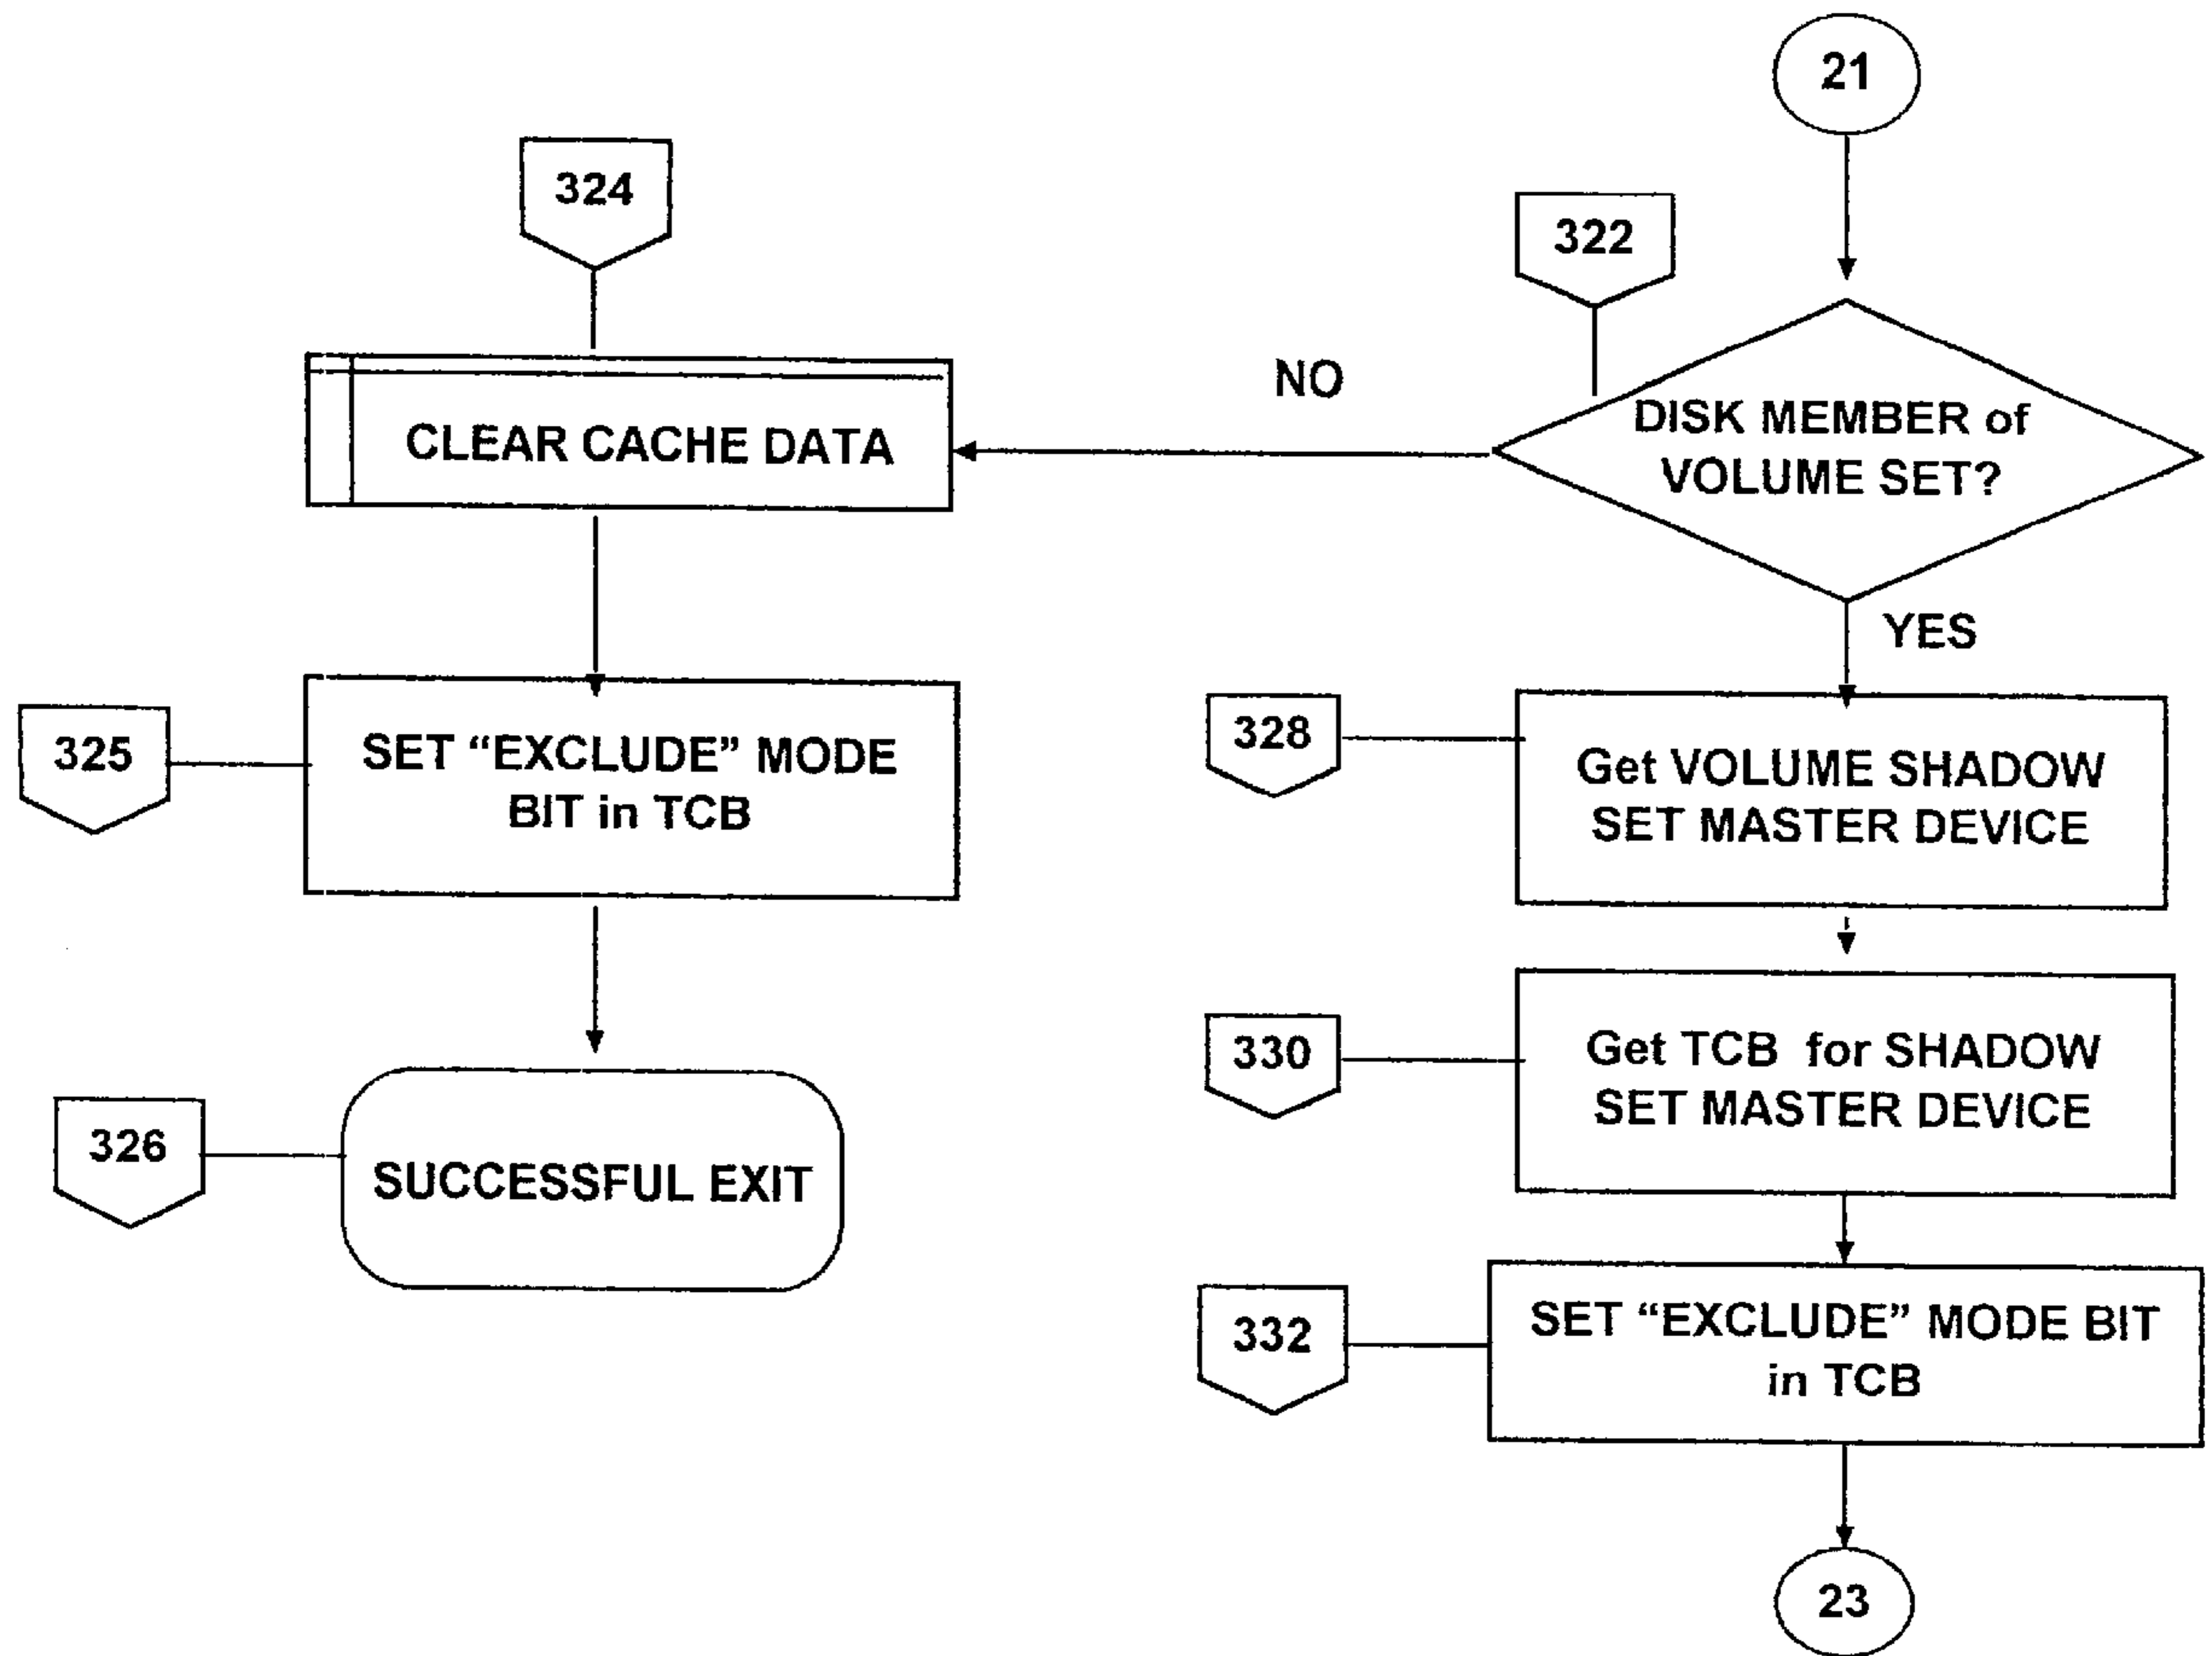 21
324
322
NO
DISK MEMBER of
VOLUME SET?
CLEAR CACHE DATA
YES
325
SET “EXCLUDE” MODE
BIT in TCB
328
Get VOLUME SHADOW
SET MASTER DEVICE
330
Get TCB for SHADOW
SET MASTER DEVICE
326
SUCCESSFUL EXIT
332
SET “EXCLUDE” MODE BIT
in TCB
23